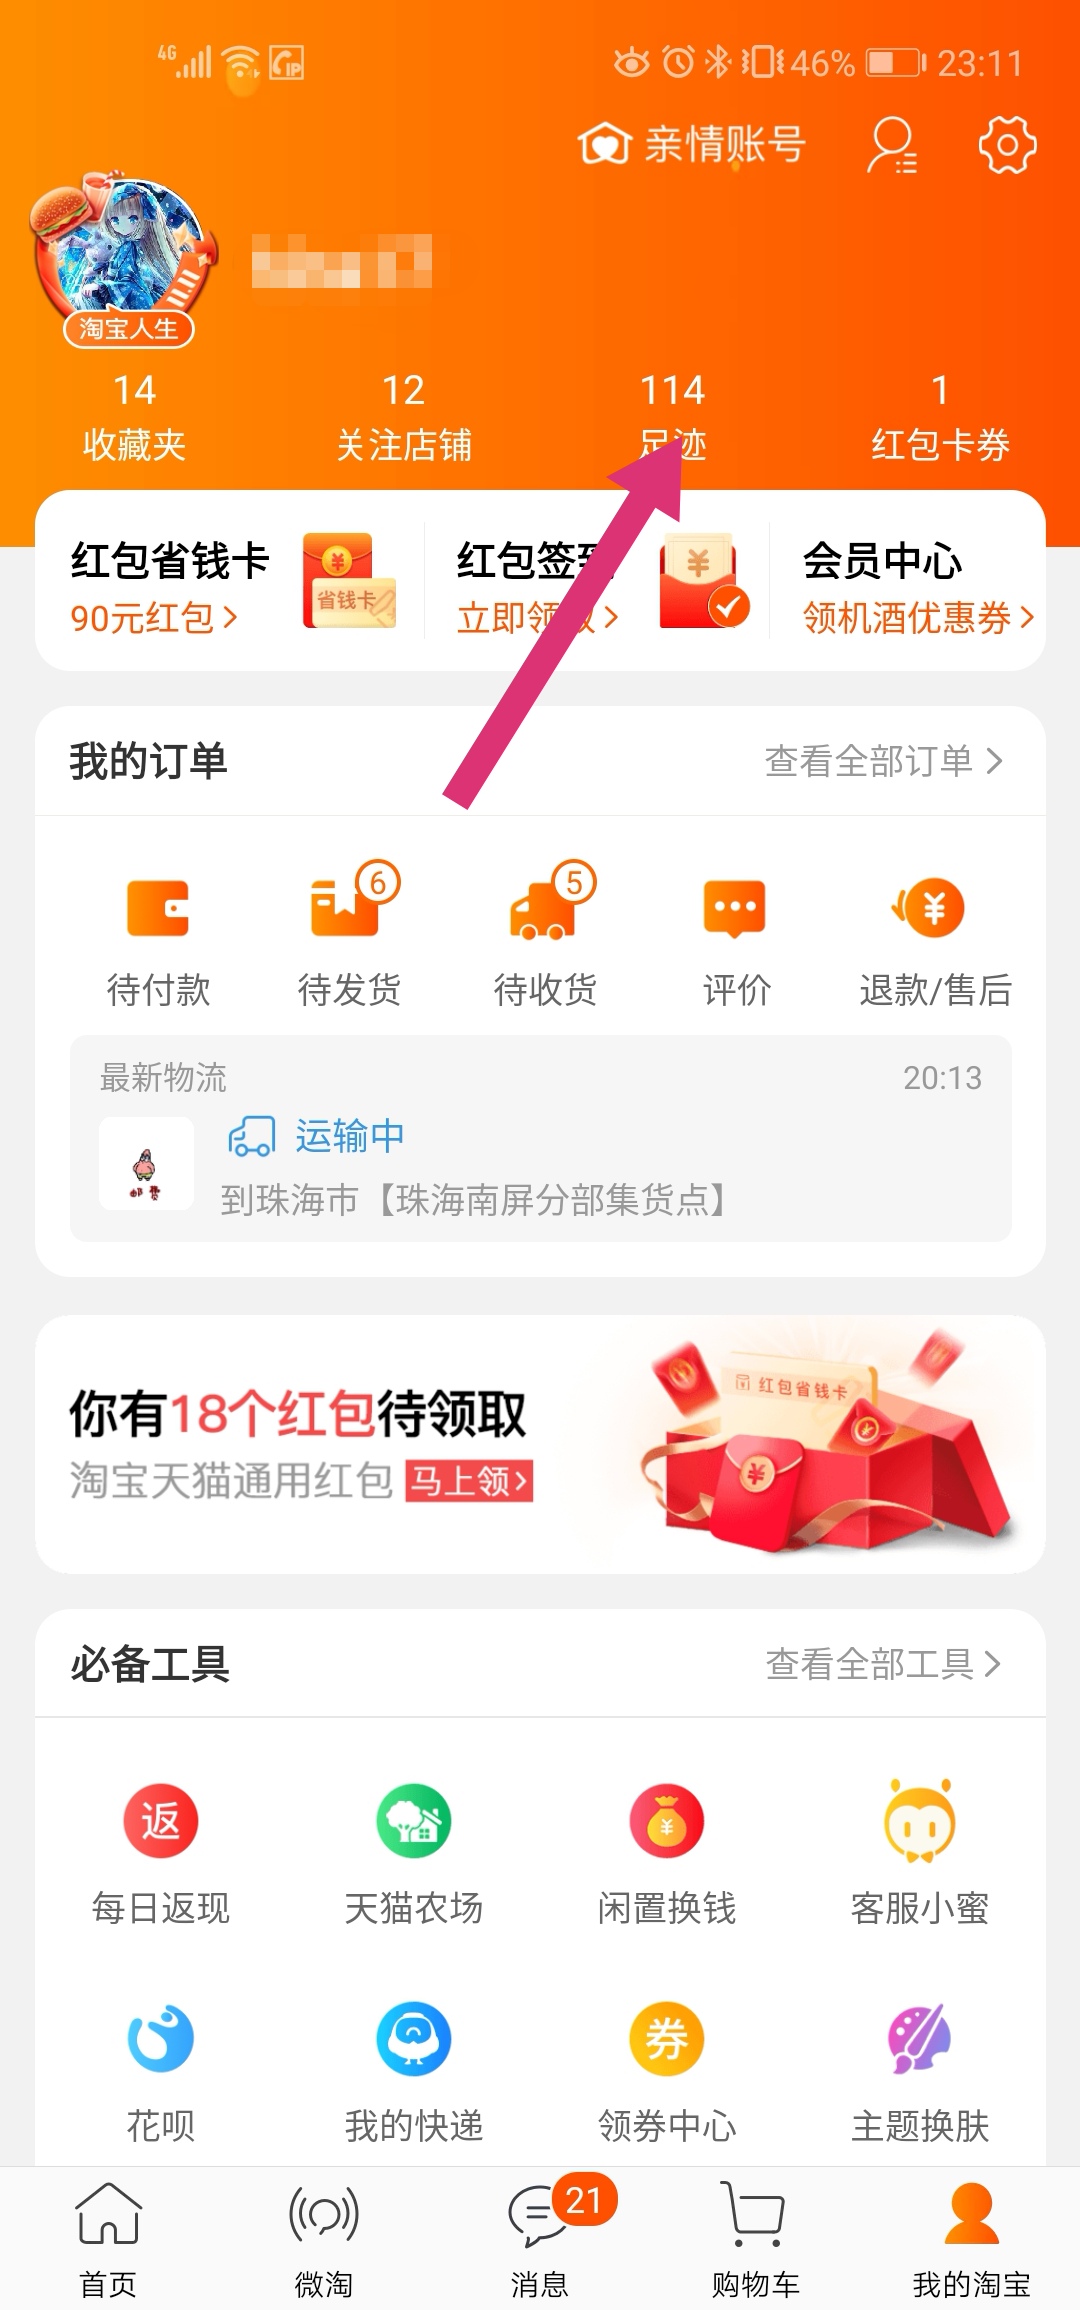 4G 46% 23:11
亲情账号
淘宝人生
14 12 114 1
收藏夹 关注店铺 足迹 红包卡券
红包省钱卡 红包签到 会员中心
90元红包 立即领取 领机酒优惠券
省钱卡
我的订单 查看全部订单
6 5
待付款 待发货 待收货 评价 退款/售后
最新物流 20:13
运输中
邮费
到珠海市【珠海南屏分部集货点】
红包省钱卡
你有18个红包待领取
淘宝天猫通用红包 马上领
必备工具 查看全部工具
返
每日返现 天猫农场 闲置换钱 客服小蜜
券
花呗 我的快递 领券中心 主题换肤
21
首页 微淘 消息 购物车 我的淘宝